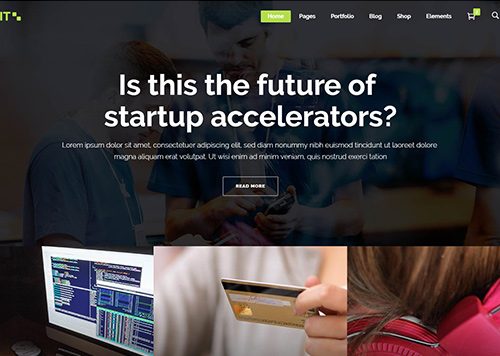 IT
Home Pages Portfolio Blog Shop Elements
Is this the future of
startup accelerators?
Lorem ipsum dolor sit amet, consectetuer adipiscing elit, sed diam nonummy nibh euismod tincidunt ut laoreet dolore
magna aliquam erat volutpat. Ut wisi enim ad minim veniam, quis nostrud exerci tation
READ MORE